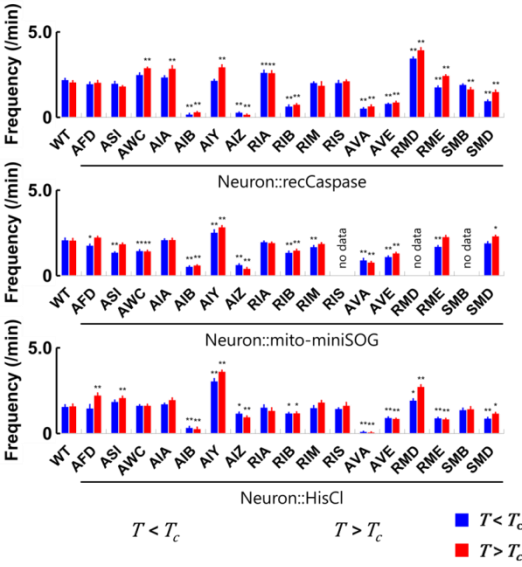 Frequency (/min)
5.0
0
** ** ** ** ** ** ** ** **** ** ** ** ** ** ** ** ** ** ** ** ** ** **
WT AFD ASI AWC AIA AIB AIY AIZ RIA RIB RIM RIS AVA AVE RMD RME SMB SMD
Neuron::recCaspase
Frequency (/min)
5.0
0
* ** **** ** ** ** ** ** ** ** ** ** no data ** ** ** ** no data ** no data *
WT AFD ASI AWC AIA AIB AIY AIZ RIA RIB RIM RIS AVA AVE RMD RME SMB SMD
Neuron::mito-miniSOG
Frequency (/min)
5.0
0
** ** ** ** ** ** * ** * * ** ** ** ** * ** ** ** ** *
WT AFD ASI AWC AIA AIB AIY AIZ RIA RIB RIM RIS AVA AVE RMD RME SMB SMD
Neuron::HisCl
T < Tc T > Tc
T < Tc
T > Tc